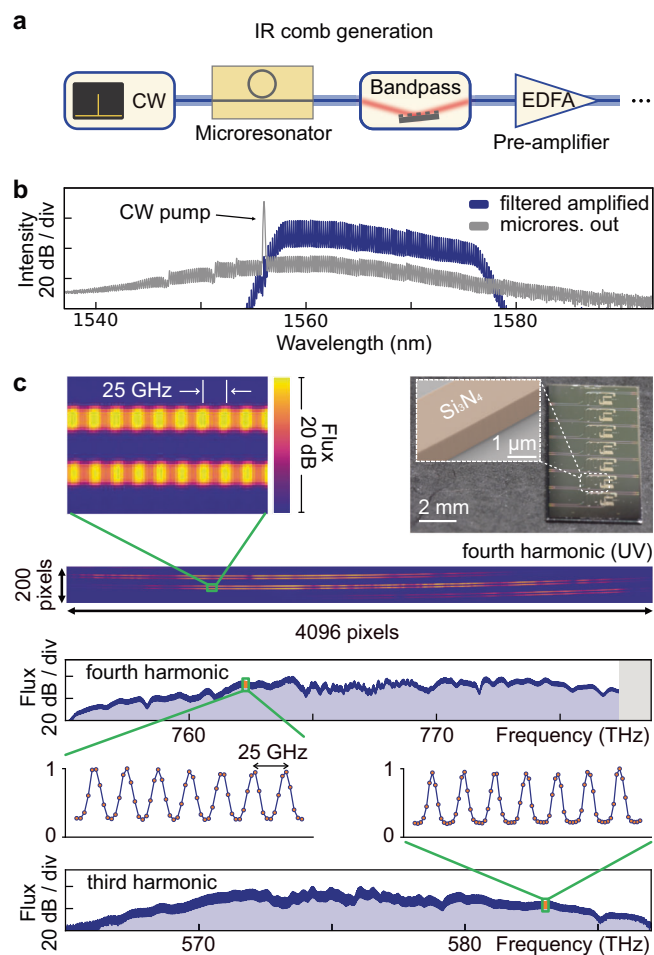 a
IR comb generation
CW
Microresonator
Bandpass
EDFA
Pre-amplifier
...
b
Intensity
20 dB / div
CW pump
filtered amplified
microres. out
1540
1560
1580
Wavelength (nm)
c
25 GHz
Flux
20 dB
Si₃N₄
1 µm
2 mm
fourth harmonic (UV)
200
pixels
4096 pixels
Flux
20 dB / div
fourth harmonic
760
770
Frequency (THz)
25 GHz
1
0
1
0
Flux
20 dB / div
third harmonic
570
580
Frequency (THz)